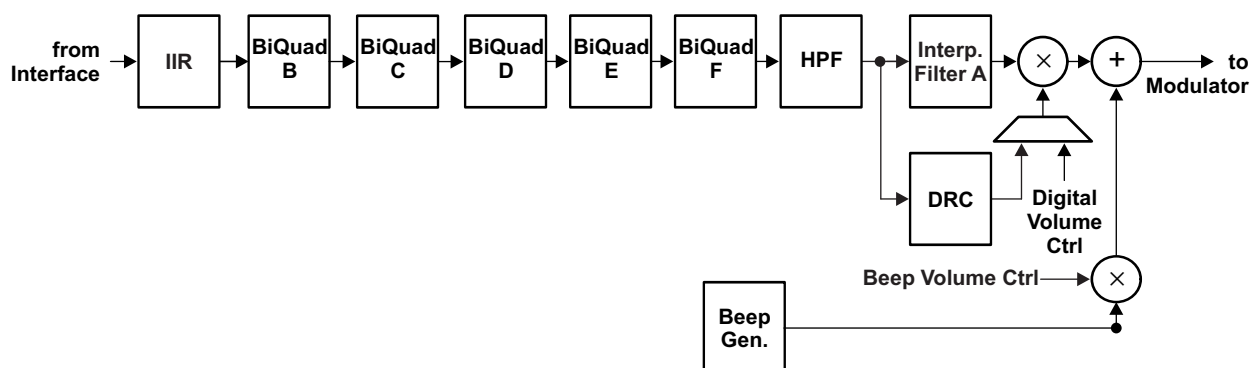 from
Interface
IIR
BiQuad
B
BiQuad
C
BiQuad
D
BiQuad
E
BiQuad
F
HPF
Interp.
Filter A
×
+
to
Modulator
DRC
Digital
Volume
Ctrl
Beep Volume Ctrl
×
Beep
Gen.